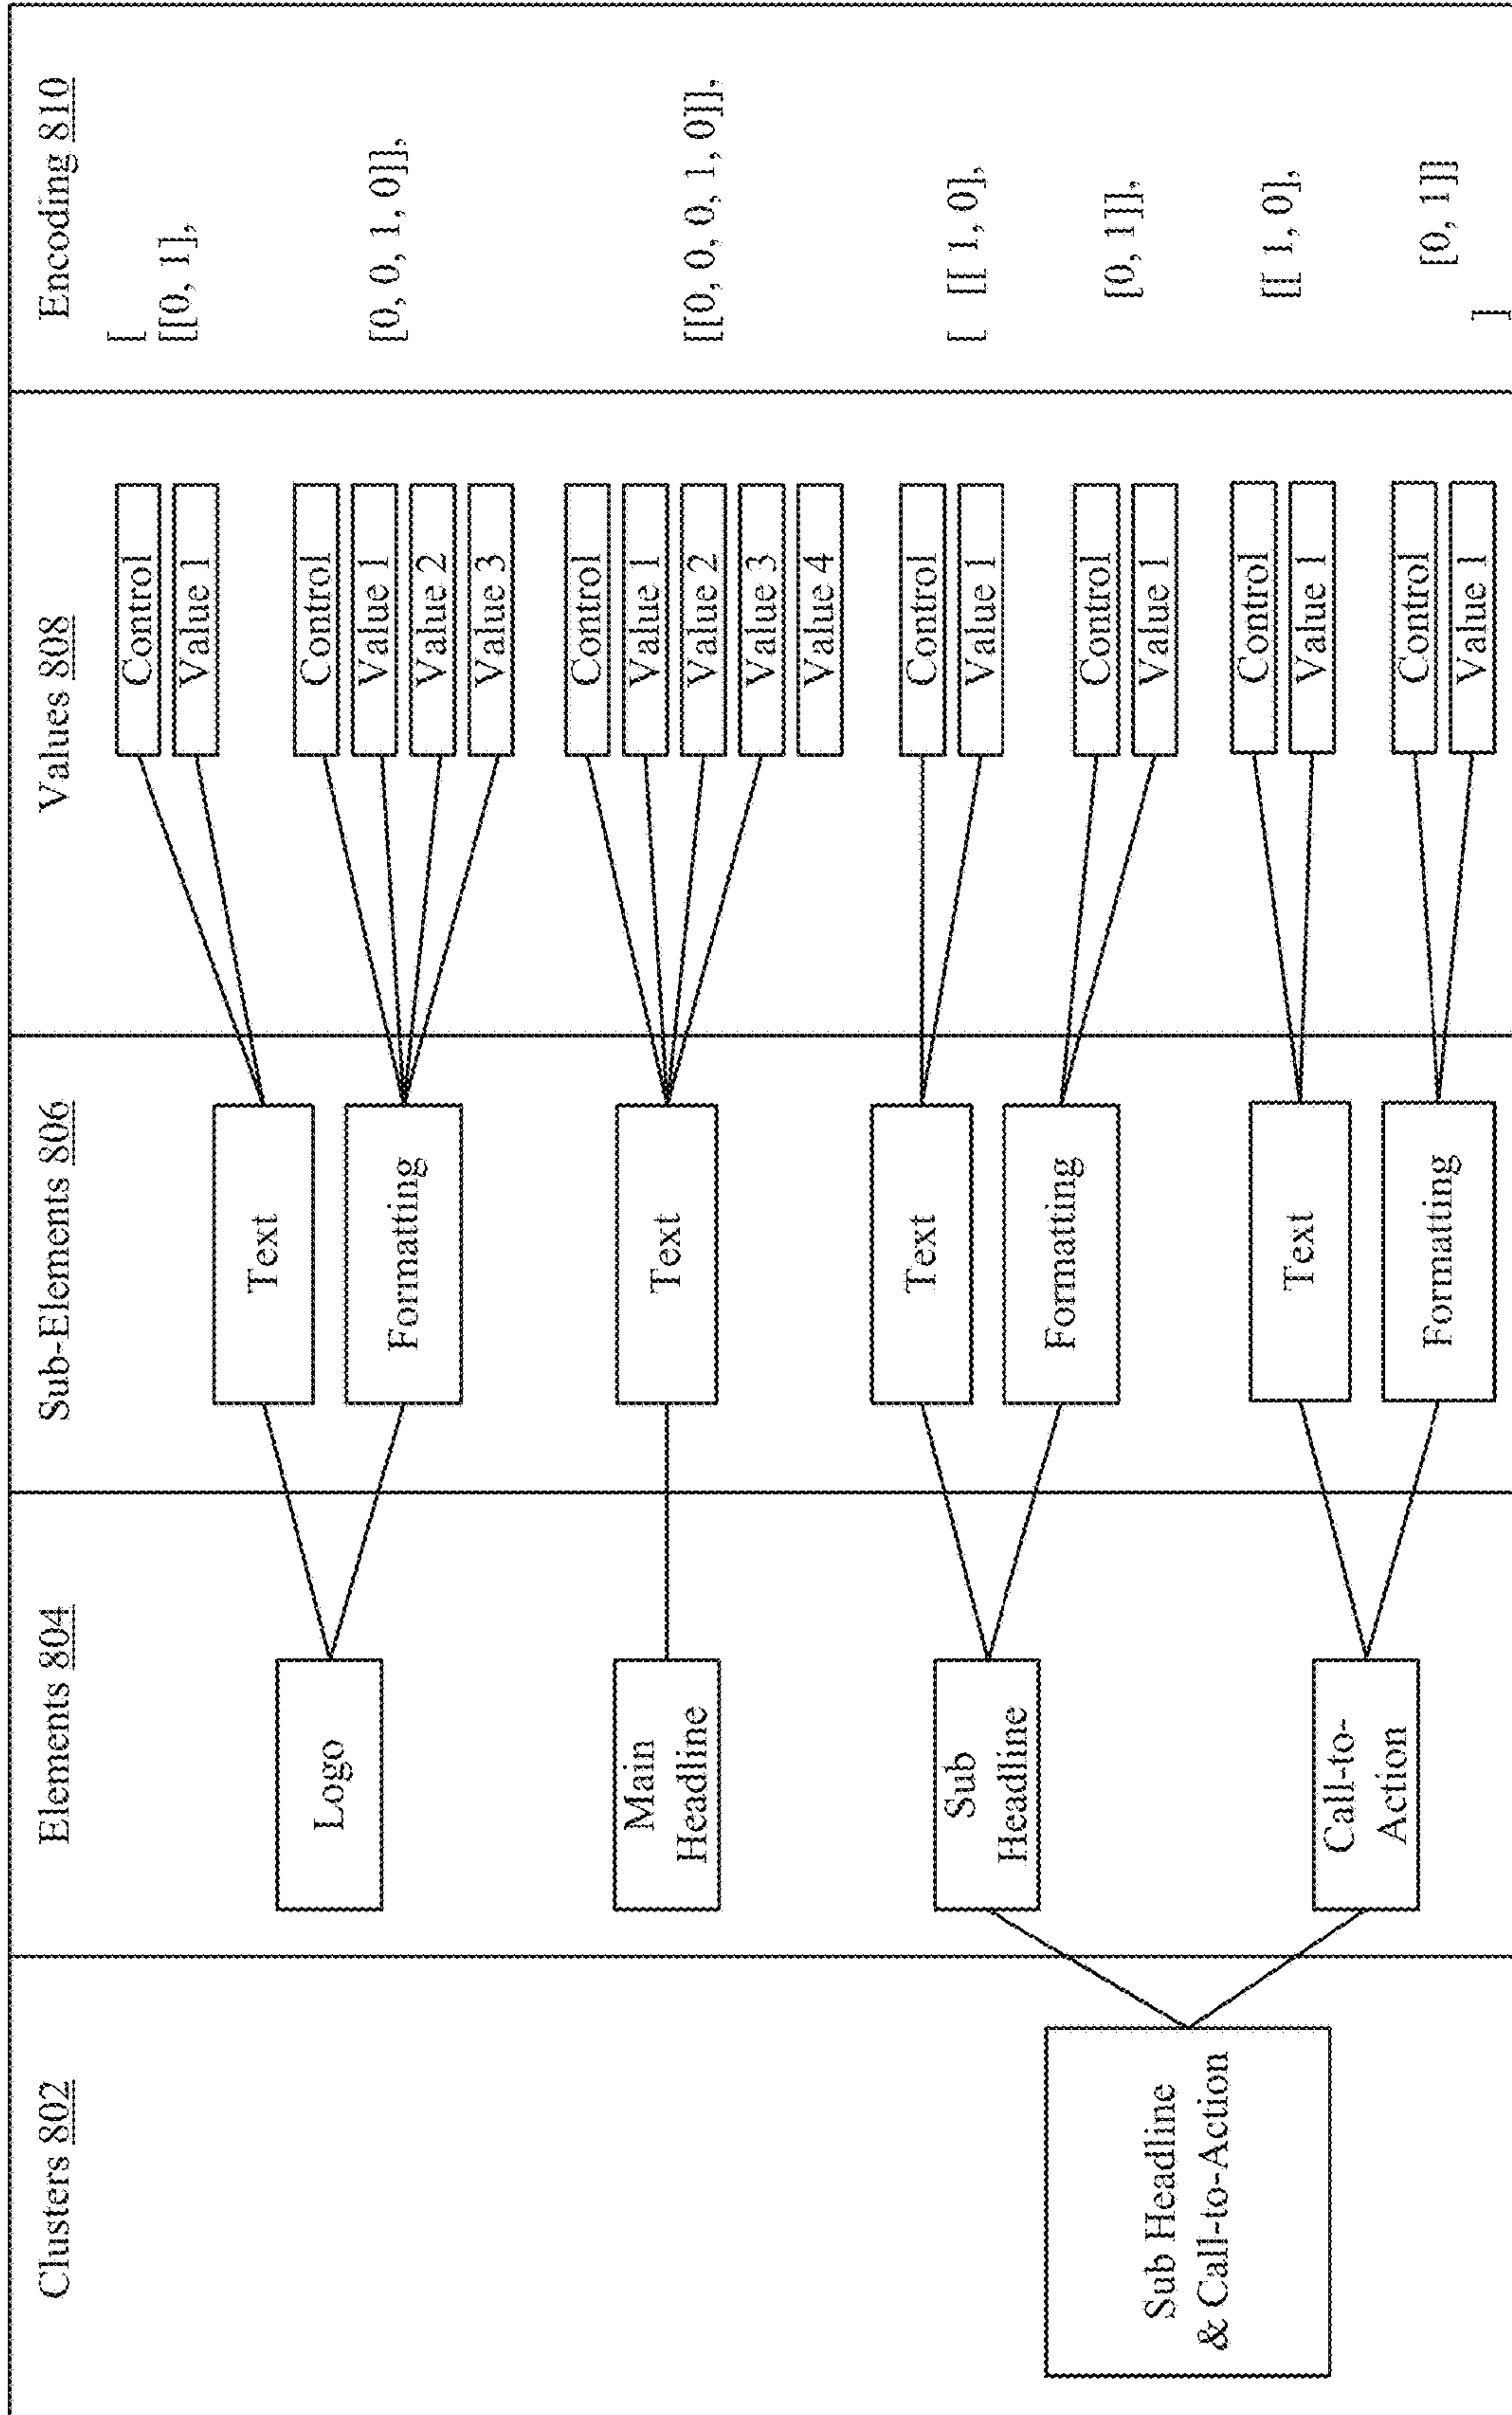 Clusters 802
Sub Headline
& Call-to-Action
Elements 804
Logo
Main
Headline
Sub
Headline
Call-to-
Action
Sub-Elements 806
Text
Formatting
Text
Text
Formatting
Text
Formatting
Values 808
Control
Value 1
Control
Value 1
Value 2
Value 3
Control
Value 1
Value 2
Value 3
Value 4
Control
Value 1
Control
Value 1
Control
Value 1
Control
Value 1
Encoding 810
[
[[0, 1],
[0, 0, 1, 0]],
[[0, 0, 0, 1, 0]],
[ [[ 1, 0],
[0, 1]],
[[ 1, 0],
[0, 1]]
]